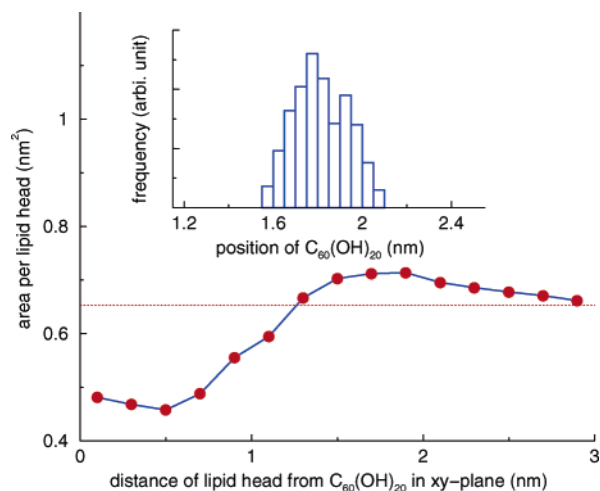 frequency (arbi. unit)
1.2 1.6 2 2.4
position of C60(OH)20 (nm)
area per lipid head (nm2)
1
0.8
0.6
0.4
0 1 2 3
distance of lipid head from C60(OH)20 in xy-plane (nm)